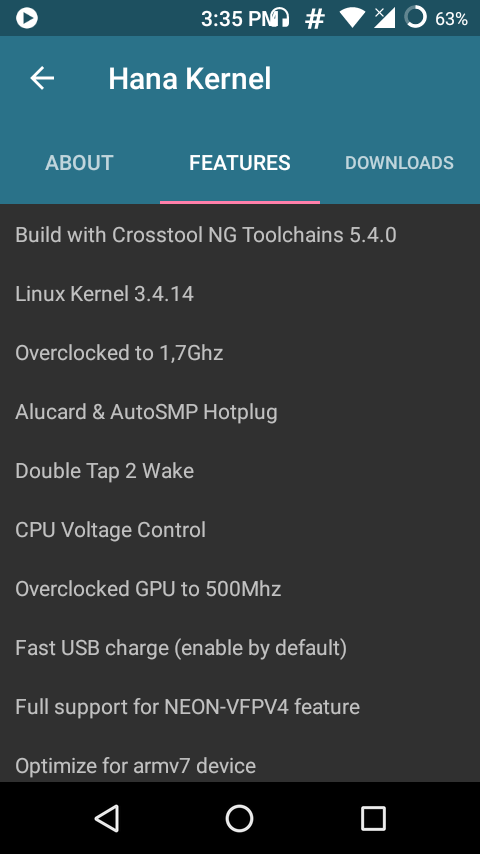 3:35 PM # 63%
Hana Kernel
ABOUT FEATURES DOWNLOADS
Build with Crosstool NG Toolchains 5.4.0
Linux Kernel 3.4.14
Overclocked to 1,7Ghz
Alucard & AutoSMP Hotplug
Double Tap 2 Wake
CPU Voltage Control
Overclocked GPU to 500Mhz
Fast USB charge (enable by default)
Full support for NEON-VFPV4 feature
Optimize for armv7 device